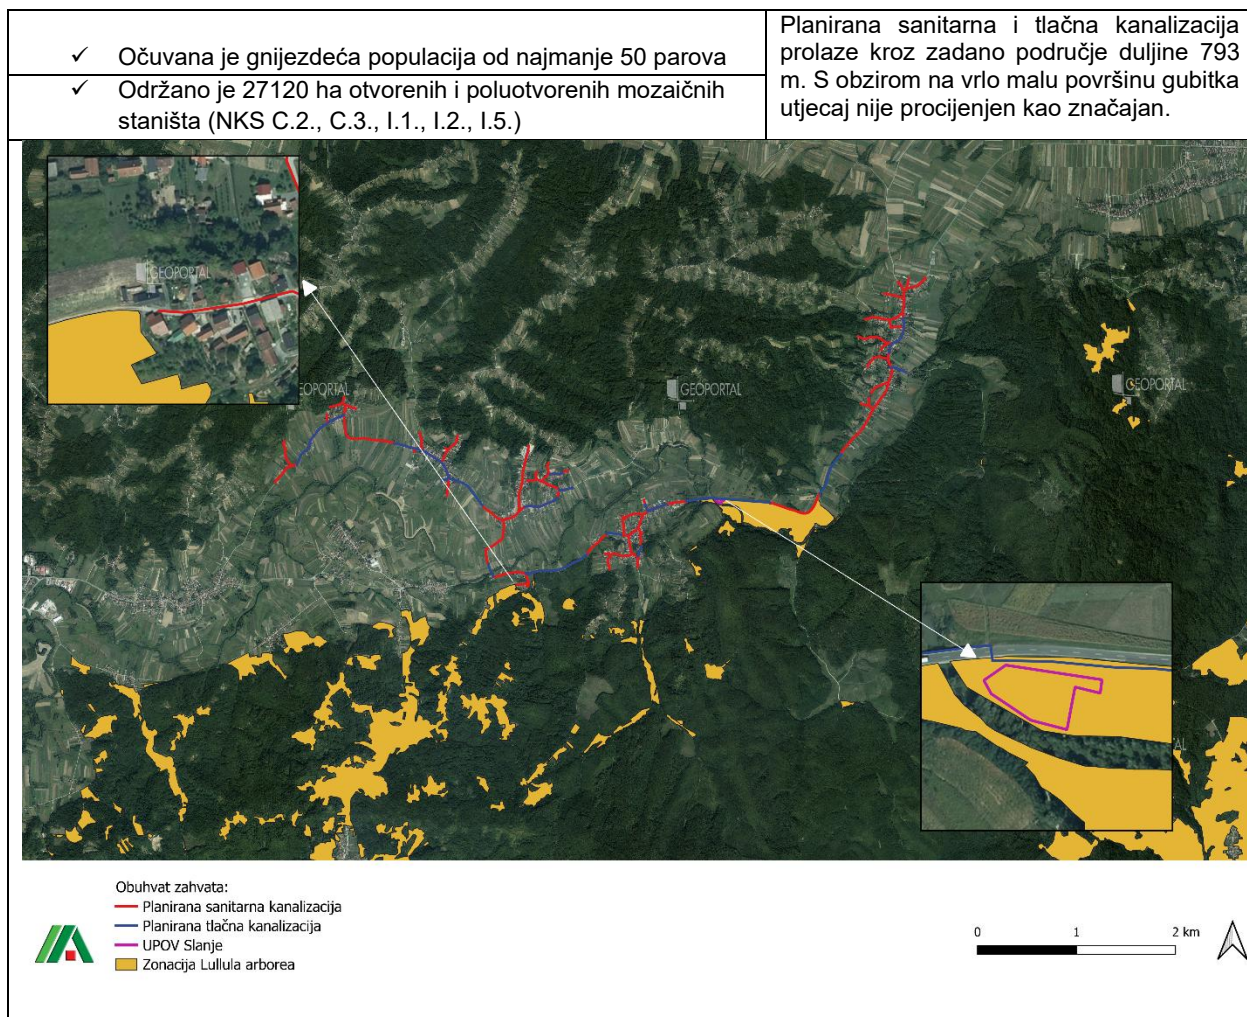 ✓ Očuvana je gnijezdeća populacija od najmanje 50 parova
✓ Održano je 27120 ha otvorenih i poluotvorenih mozaičnih
staništa (NKS C.2., C.3., I.1., I.2., I.5.)
Planirana sanitarna i tlačna kanalizacija
prolaze kroz zadano područje duljine 793
m. S obzirom na vrlo malu površinu gubitka
utjecaj nije procijenjen kao značajan.
GEOPORTAL
EOPORTAL
GEOPORTAL
GEOPORTAL
Obuhvat zahvata:
Planirana sanitarna kanalizacija
Planirana tlačna kanalizacija
UPOV Slanje
Zonacija Lullula arborea
0 1 2 km